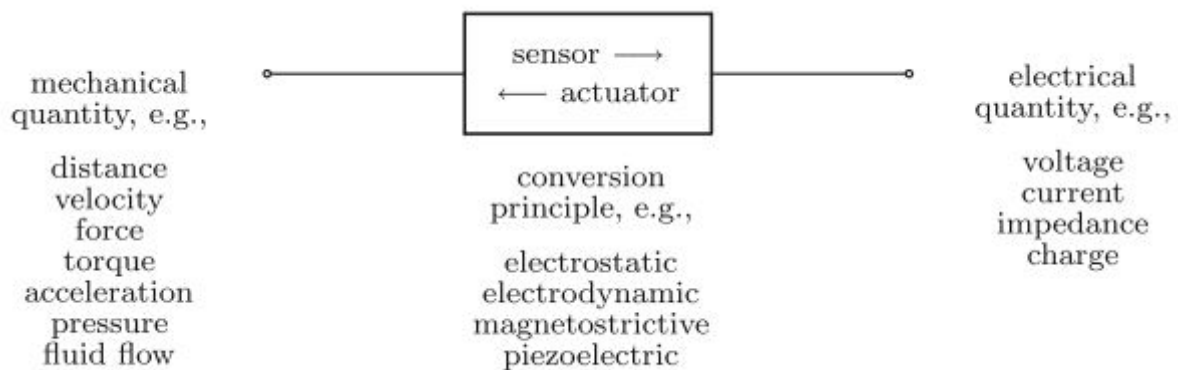 sensor →
← actuator
mechanical
quantity, e.g.,
distance
velocity
force
torque
acceleration
pressure
fluid flow
conversion
principle, e.g.,
electrostatic
electrodynamic
magnetostrictive
piezoelectric
electrical
quantity, e.g.,
voltage
current
impedance
charge